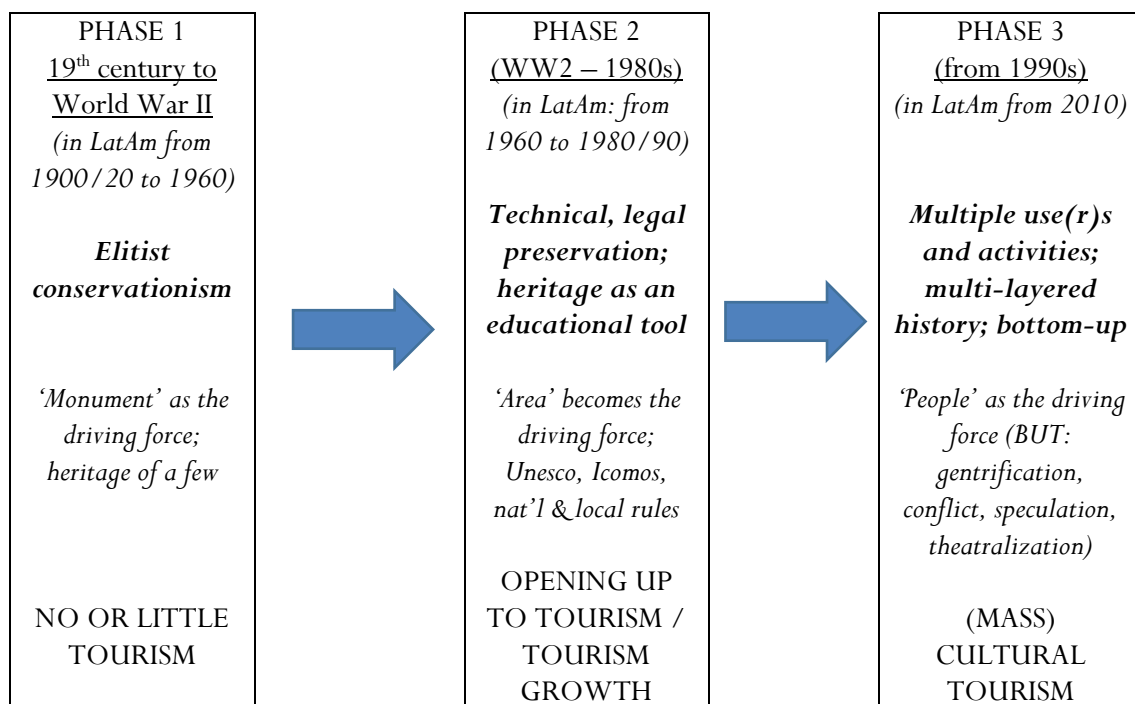 PHASE 1
19th century to
World War II
(in LatAm from
1900/20 to 1960)
Elitist
conservationism
‘Monument’ as the
driving force;
heritage of a few
NO OR LITTLE
TOURISM
PHASE 2
(WW2 – 1980s)
(in LatAm: from
1960 to 1980/90)
Technical, legal
preservation;
heritage as an
educational tool
‘Area’ becomes the
driving force;
Unesco, Icomos,
nat’l & local rules
OPENING UP
TO TOURISM /
TOURISM
GROWTH
PHASE 3
(from 1990s)
(in LatAm from 2010)
Multiple use(r)s
and activities;
multi-layered
history; bottom-up
‘People’ as the driving
force (BUT:
gentrification,
conflict, speculation,
theatralization)
(MASS)
CULTURAL
TOURISM